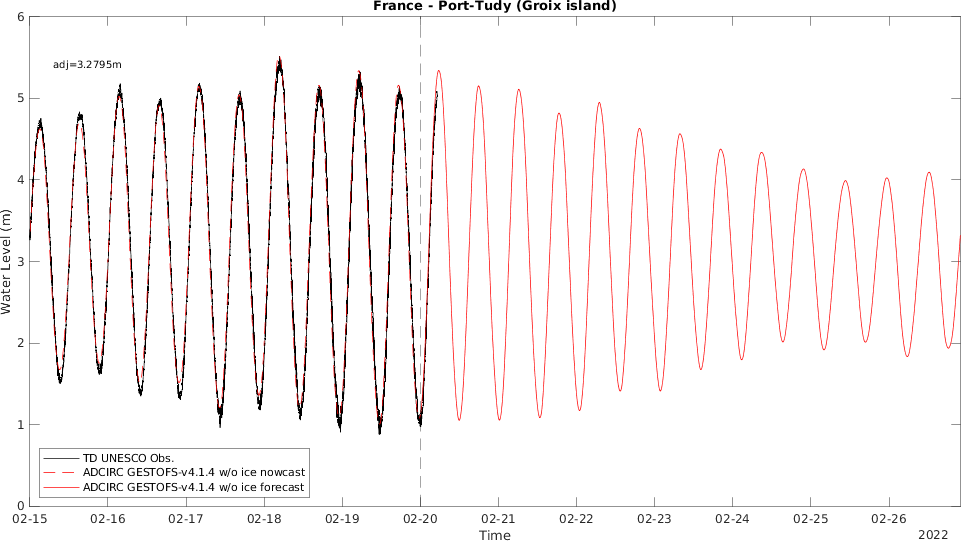 France - Port-Tudy (Groix island)
adj=3.2795m
Water Level (m)
6
5
4
3
2
1
0
TD UNESCO Obs.
ADCIRC GESTOFS-v4.1.4 w/o ice nowcast
ADCIRC GESTOFS-v4.1.4 w/o ice forecast
02-15 02-16 02-17 02-18 02-19 02-20 02-21 02-22 02-23 02-24 02-25 02-26
Time
2022